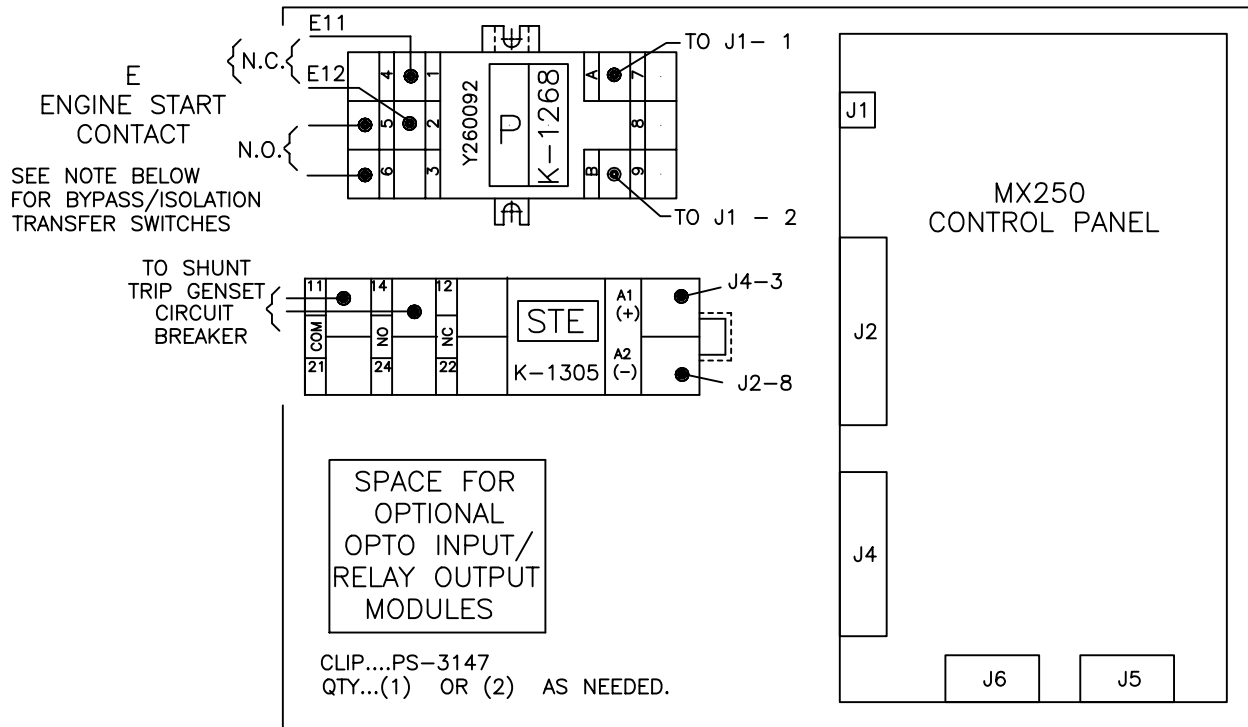 E11
N.C.
E12
E
ENGINE START
CONTACT
N.O.
SEE NOTE BELOW
FOR BYPASS/ISOLATION
TRANSFER SWITCHES
4
1
5
2
6
3
Y260092
P
K-1268
A
7
8
B
9
TO J1- 1
TO J1 - 2
TO SHUNT
TRIP GENSET
CIRCUIT
BREAKER
11
COM
21
14
NO
24
12
NC
22
STE
K-1305
A1
(+)
A2
(-)
J4-3
J2-8
SPACE FOR
OPTIONAL
OPTO INPUT/
RELAY OUTPUT
MODULES
CLIP....PS-3147
QTY...(1) OR (2) AS NEEDED.
J1
MX250
CONTROL PANEL
J2
J4
J6
J5